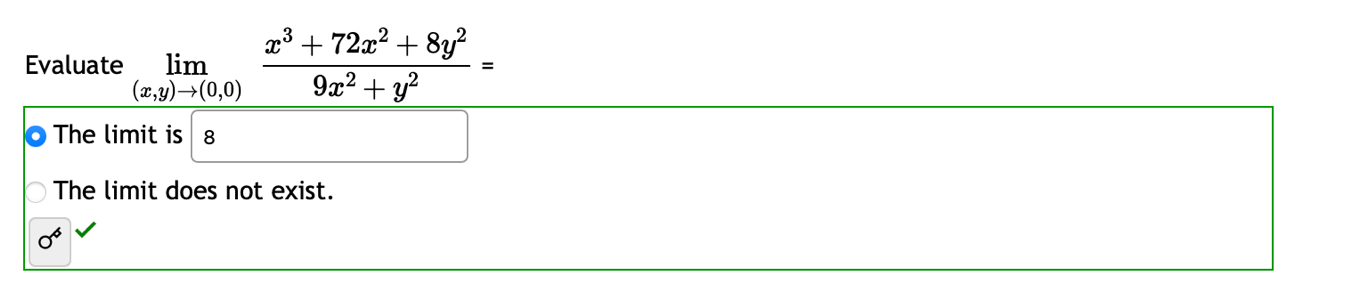 Evaluate lim (x,y)→(0,0) x³ + 72x² + 8y² / 9x² + y² =
The limit is 8
The limit does not exist.